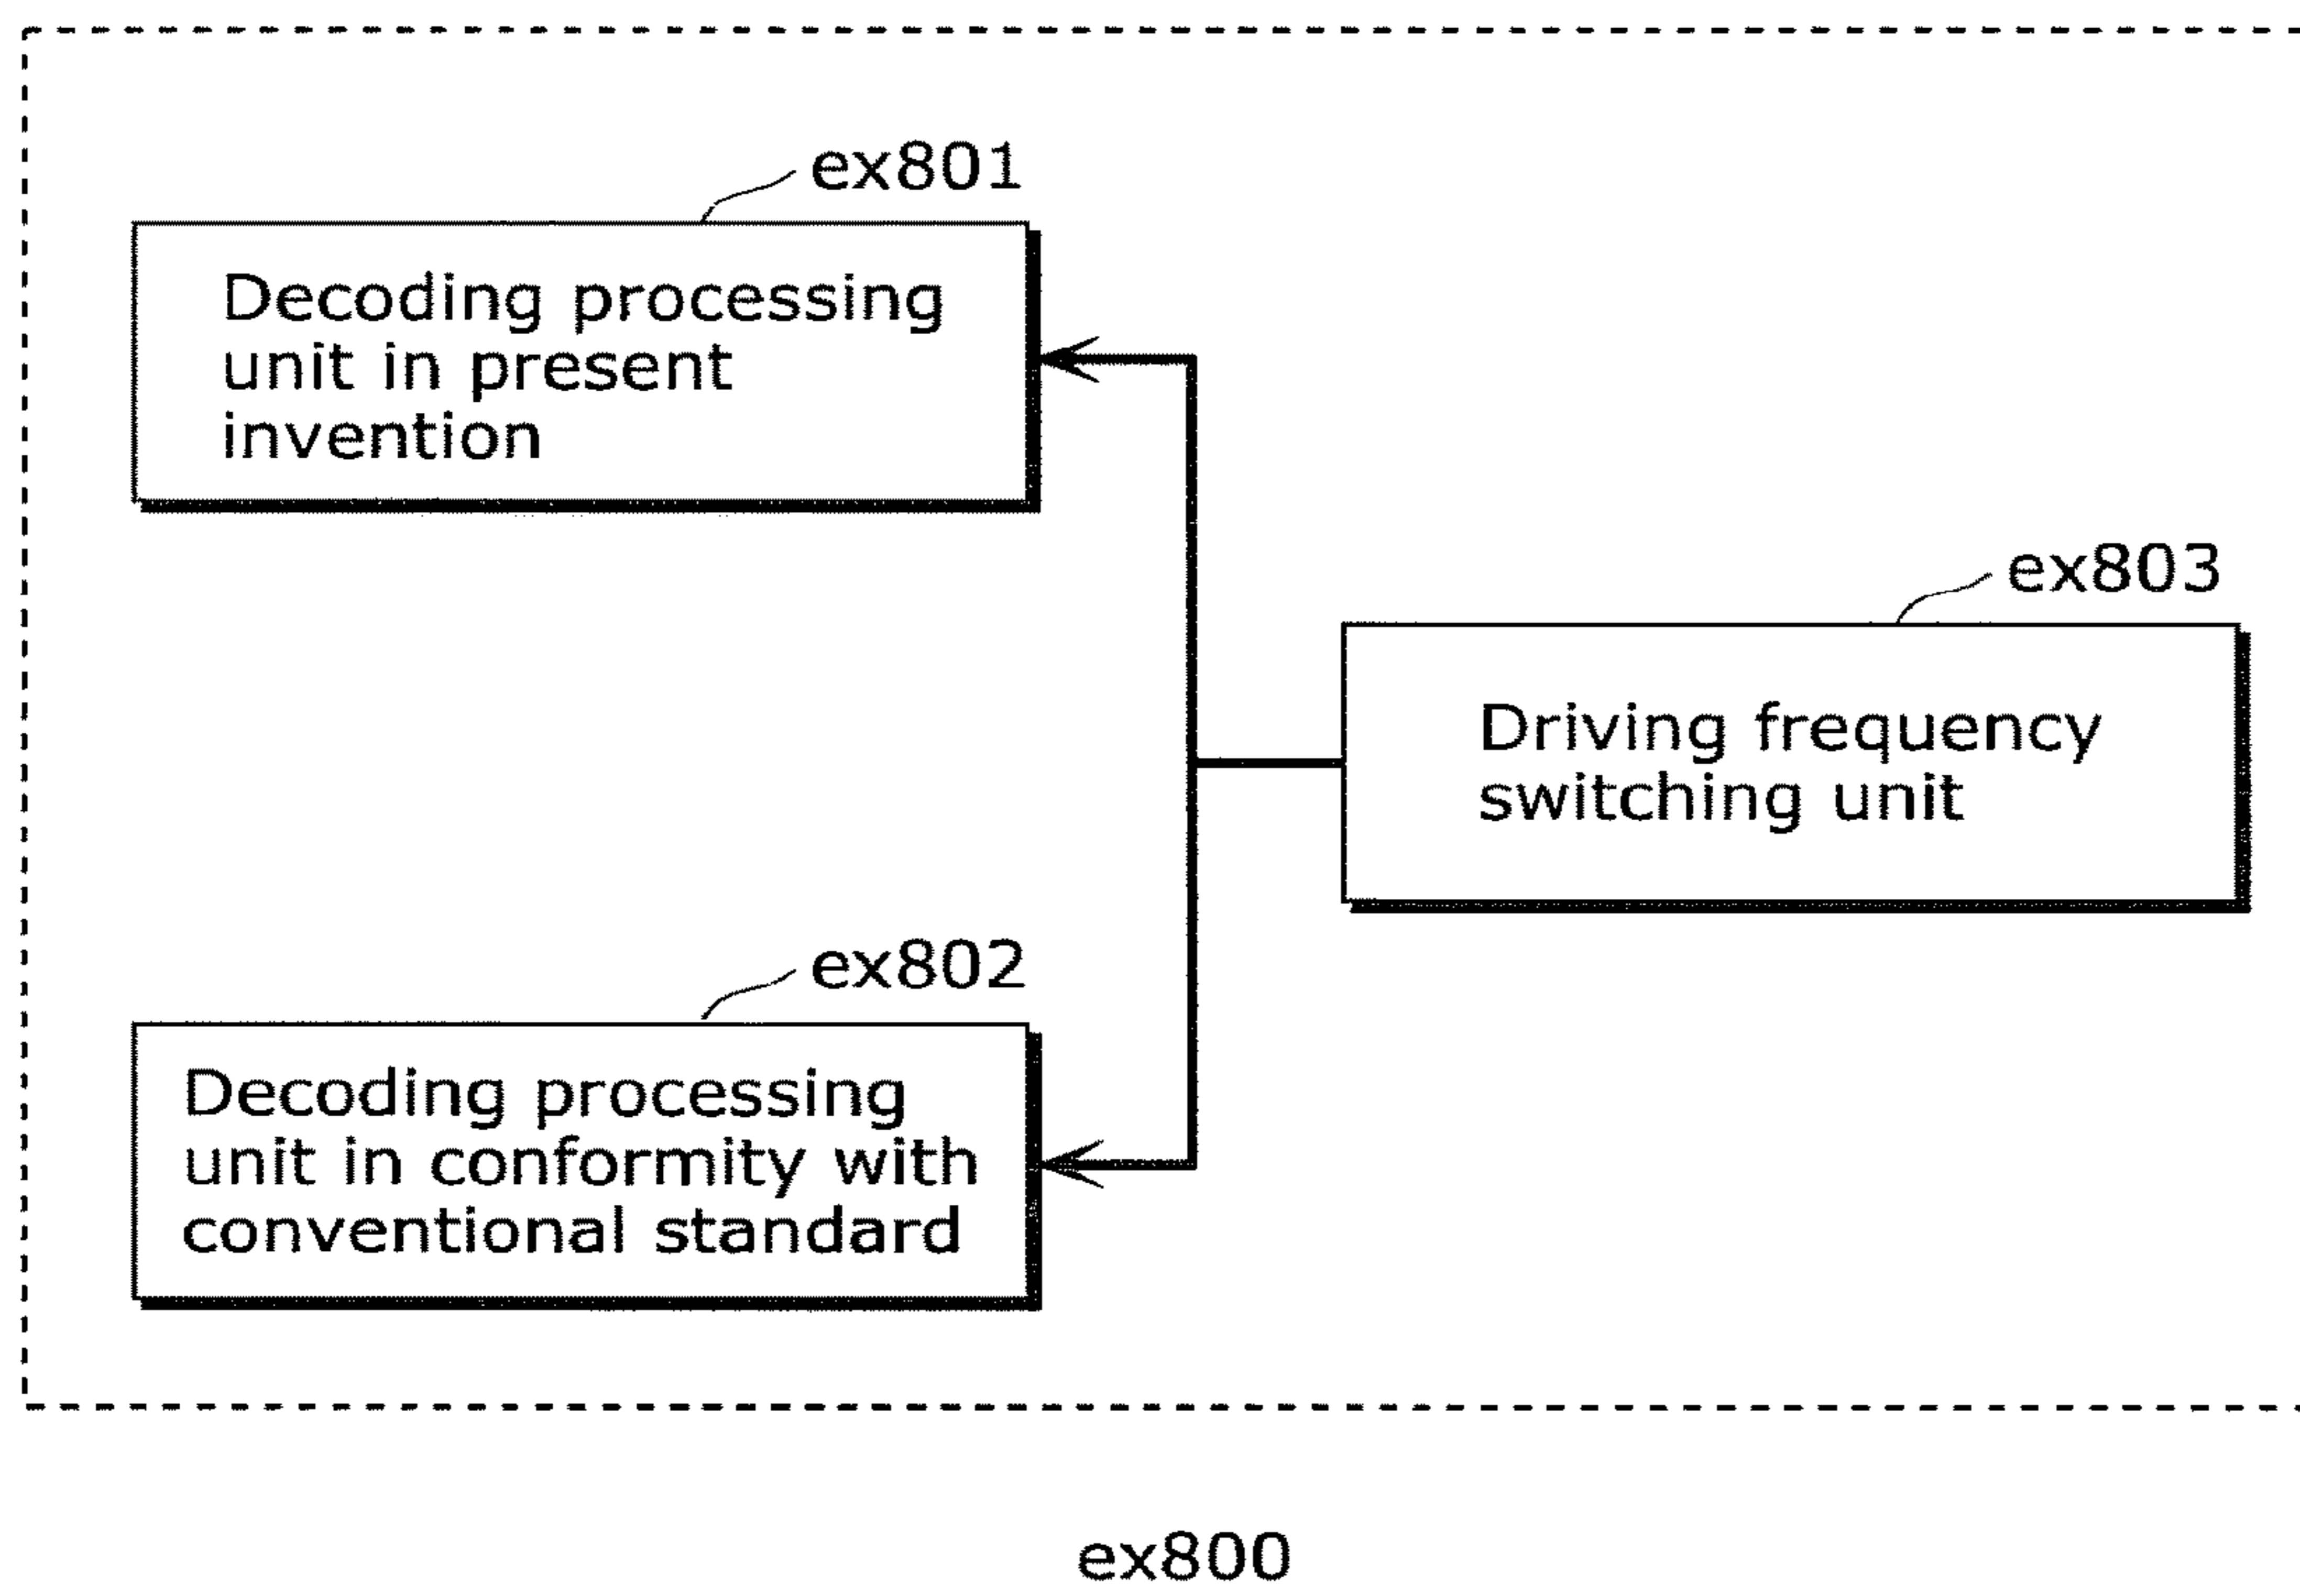 ex801
Decoding processing
unit in present
invention
ex803
Driving frequency
switching unit
ex802
Decoding processing
unit in conformity with
conventional standard
ex800